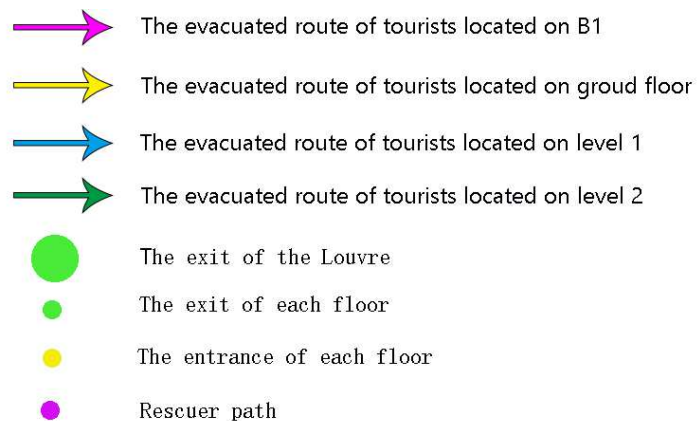 The evacuated route of tourists located on B1
The evacuated route of tourists located on groud floor
The evacuated route of tourists located on level 1
The evacuated route of tourists located on level 2
The exit of the Louvre
The exit of each floor
The entrance of each floor
Rescuer path